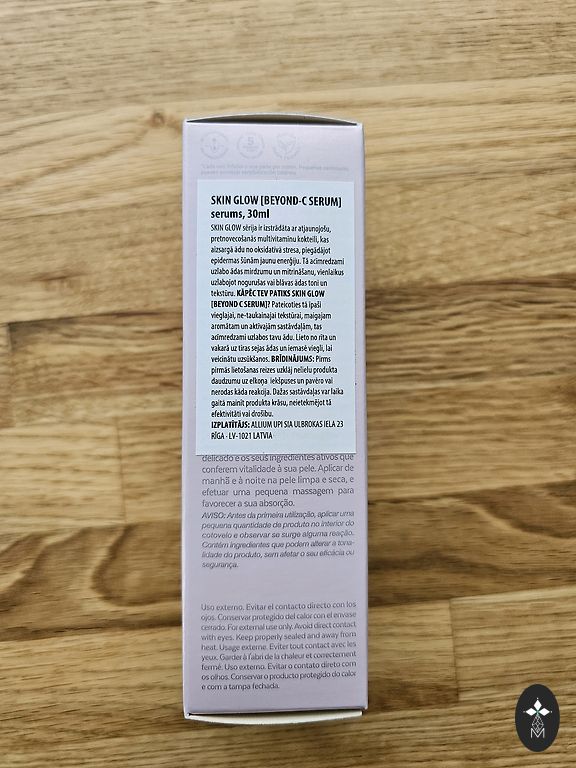 SKIN GLOW [BEYOND-C SERUM]
serums, 30ml
SKIN GLOW sērija ir izstrādāta ar atjaunojošu,
pretnovecošanās multivitamīnu kokteili, kas
aizsargā ādu no oksidatīvā stresa, piegādājot
epidermas šūnām jaunu enerģiju. Tā acīmredzami
uzlabo ādas mirdzumu un mitrināšanu, vienlaikus
uzlabojot nogurušas vai blāvas ādas toni un
tekstūru. KĀPĒC TEV PATIKS SKIN GLOW
[BEYOND C SERUM]? Pateicoties tā īpaši
vieglajai, ne-taukainajai tekstūrai, maigajam
aromātam un aktīvajām sastāvdaļām, tas
acīmredzami uzlabos tavu ādu. Lieto no rīta un
vakarā uz tīras sejas ādas un iemasē viegli, lai
veicinātu uzsūkšanos. BRĪDINĀJUMS: Pirms
pirmās lietošanas reizes uzklāj nelielu produkta
daudzumu uz elkoņa iekšpuses un pavēro vai
nerodas kāda reakcija. Dažas sastāvdaļas var laika
gaitā mainīt produkta krāsu, neietekmējot tā
efektivitāti vai drošību.
IZPLATĪTĀJS: ALLIUM UPI SIA ULBROKAS IELA 23
RĪGA - LV-1021 LATVIA
delicado e os seus ingredientes ativos que
conferem vitalidade à sua pele. Aplicar de
manhã e à noite na pele limpa e seca, e
efetuar uma pequena massagem para
favorecer a sua absorção.
AVISO: Antes da primeira utilização, aplicar uma
pequena quantidade de produto no interior do
cotovelo e observar se surge alguma reação.
Contém ingredientes que podem alterar a tona-
lidade do produto, sem afetar o seu eficácia ou
segurança.
Uso externo. Evitar el contacto directo con los
ojos. Conservar protegido del calor con el envase
cerrado. For external use only. Avoid direct contact
with eyes. Keep properly sealed and away from
heat. Usage externe. Eviter tout contact avec les
yeux. Garder à l'abri de la chaleur et correctement
fermé. Uso externo. Evitar o contato direto com
os olhos. Conservar o producto protegido do calor
e com a tampa fechada.